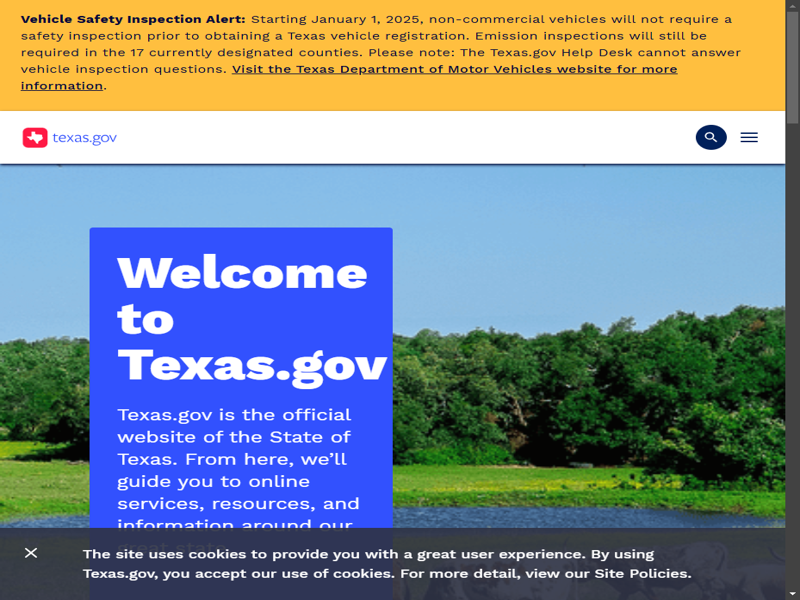 Vehicle Safety Inspection Alert: Starting January 1, 2025, non-commercial vehicles will not require a
safety inspection prior to obtaining a Texas vehicle registration. Emission inspections will still be
required in the 17 currently designated counties. Please note: The Texas.gov Help Desk cannot answer
vehicle inspection questions. Visit the Texas Department of Motor Vehicles website for more
information.
texas.gov
Welcome
to
Texas.gov
Texas.gov is the official
website of the State of
Texas. From here, we'll
guide you to online
services, resources, and
information around our
great state.
The site uses cookies to provide you with a great user experience. By using
Texas.gov, you accept our use of cookies. For more detail, view our Site Policies.